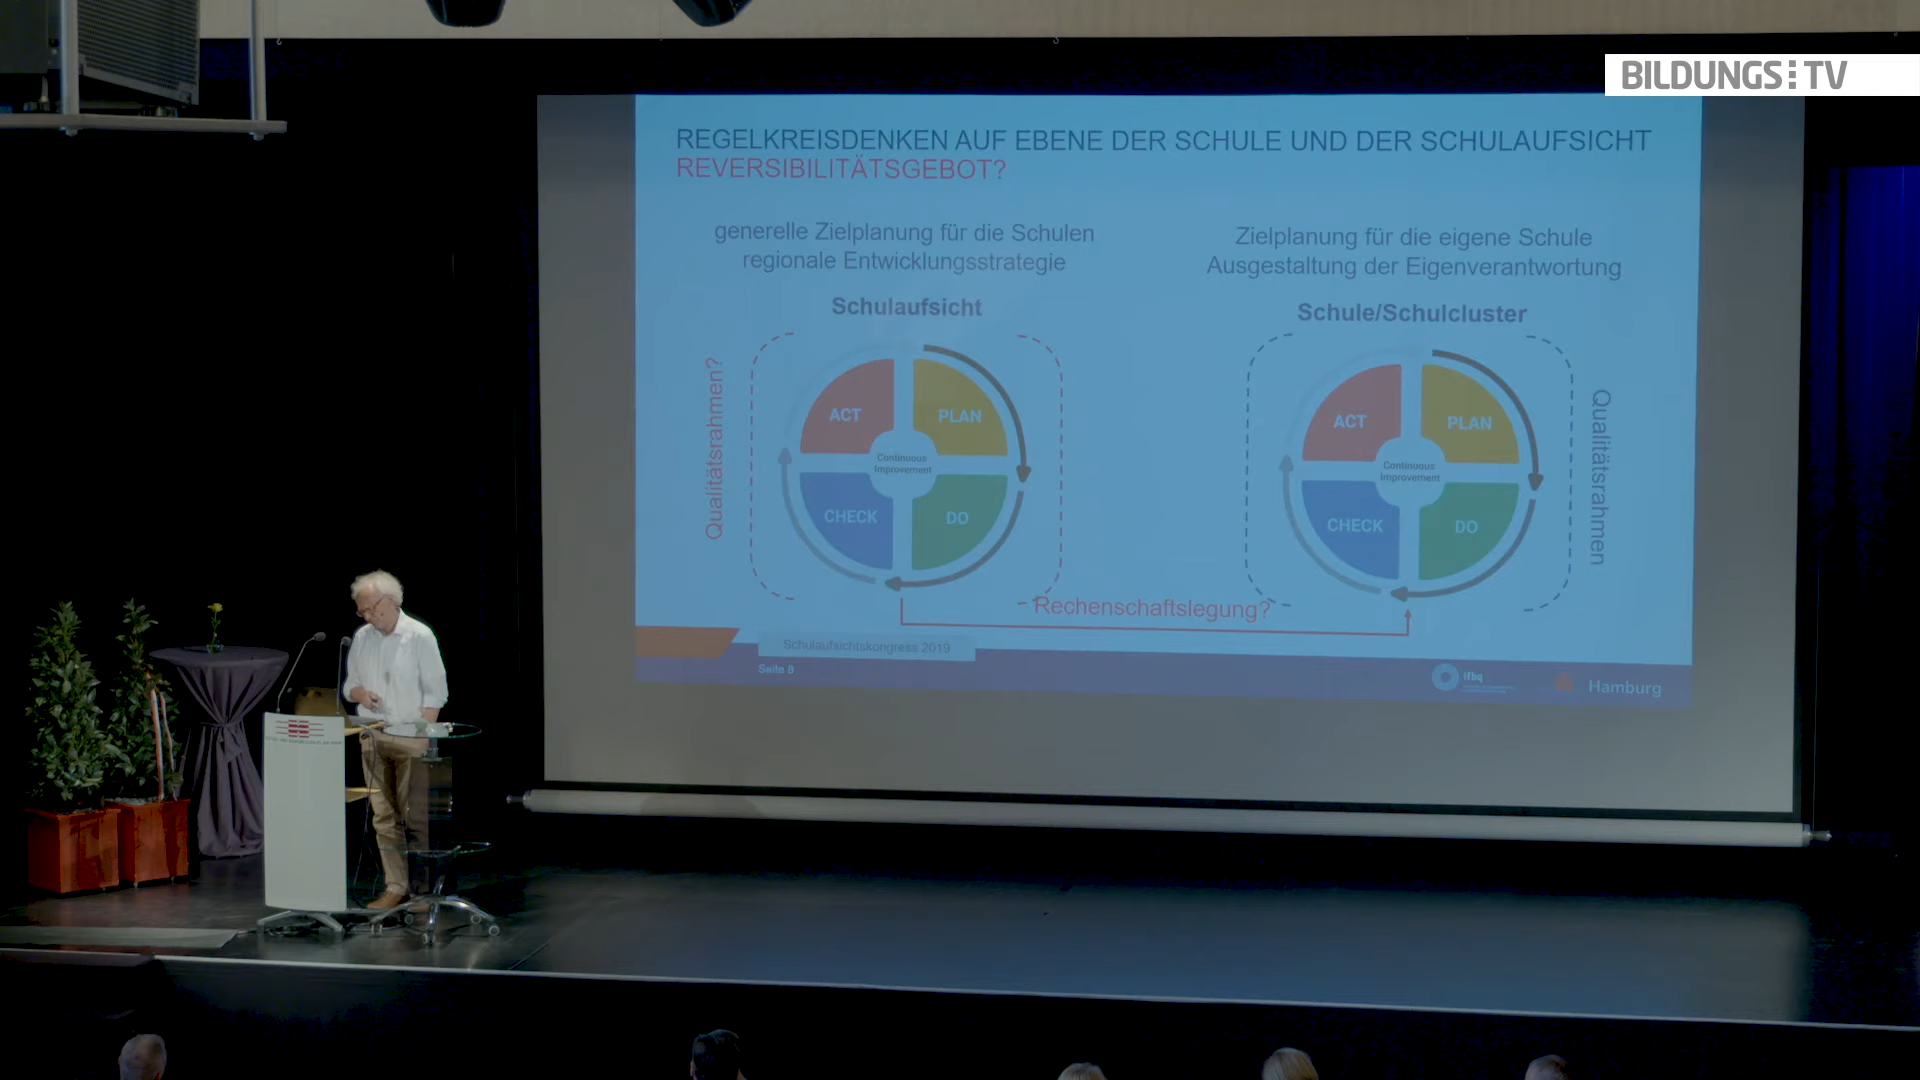 BILDUNGS TV
REGELKREISDENKEN AUF EBENE DER SCHULE UND DER SCHULAUFSICHT
REVERSIBILITÄTSGEBOT?
generelle Zielplanung für die Schulen
regionale Entwicklungsstrategie
Schulaufsicht
Qualitätsrahmen?
ACT
PLAN
Continuous
Improvement
CHECK
DO
Zielplanung für die eigene Schule
Ausgestaltung der Eigenverantwortung
Schule/Schulcluster
ACT
PLAN
Continuous
Improvement
CHECK
DO
Qualitätsrahmen
Rechenschaftslegung?
Schulaufsichtskongress 2019
Seite 8
ifbq
Hamburg